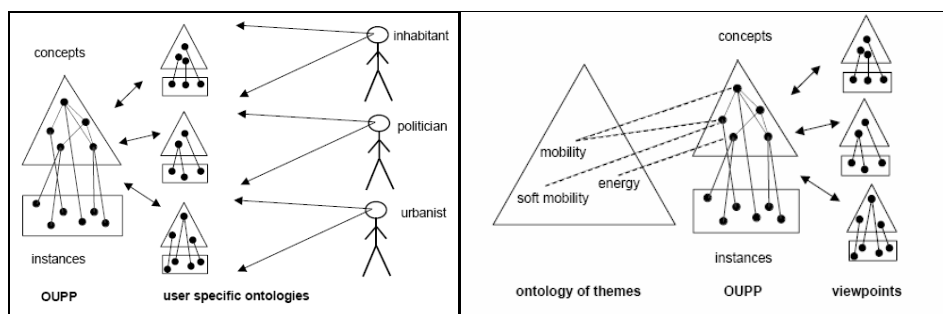 concepts
inhabitant
politician
urbanist
instances
OUPP
user specific ontologies
concepts
mobility
energy
soft mobility
instances
ontology of themes
OUPP
viewpoints